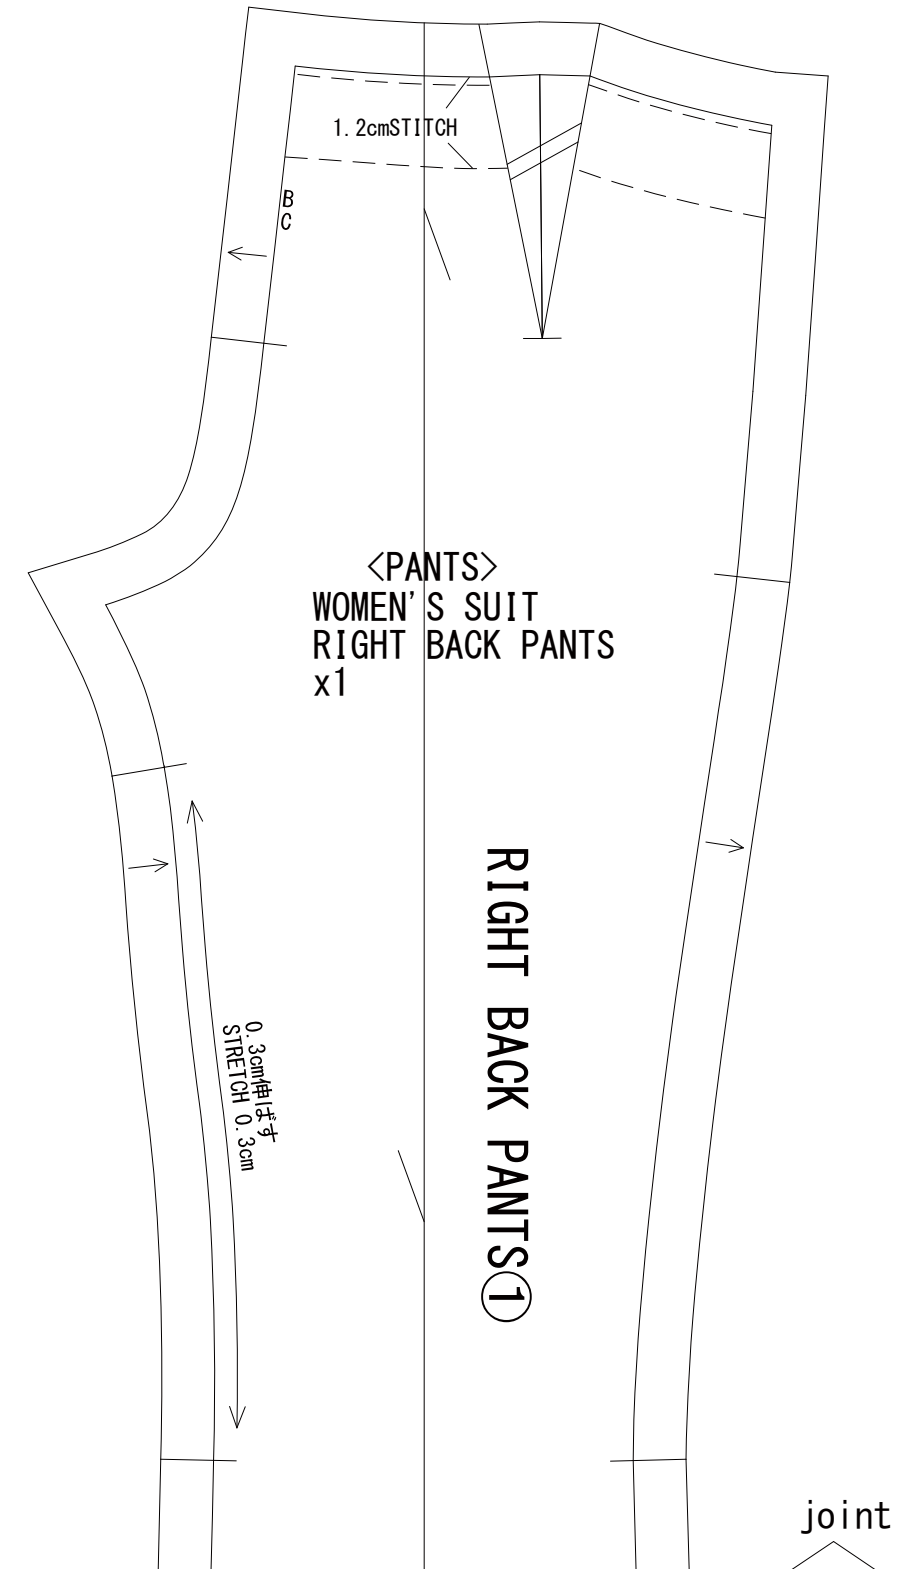 1.2cmSTITCH
B
C
<PANTS>
WOMEN'S SUIT
RIGHT BACK PANTS
x1
RIGHT BACK PANTS①
0.3cm伸ばす
STRETCH 0.3cm
joint